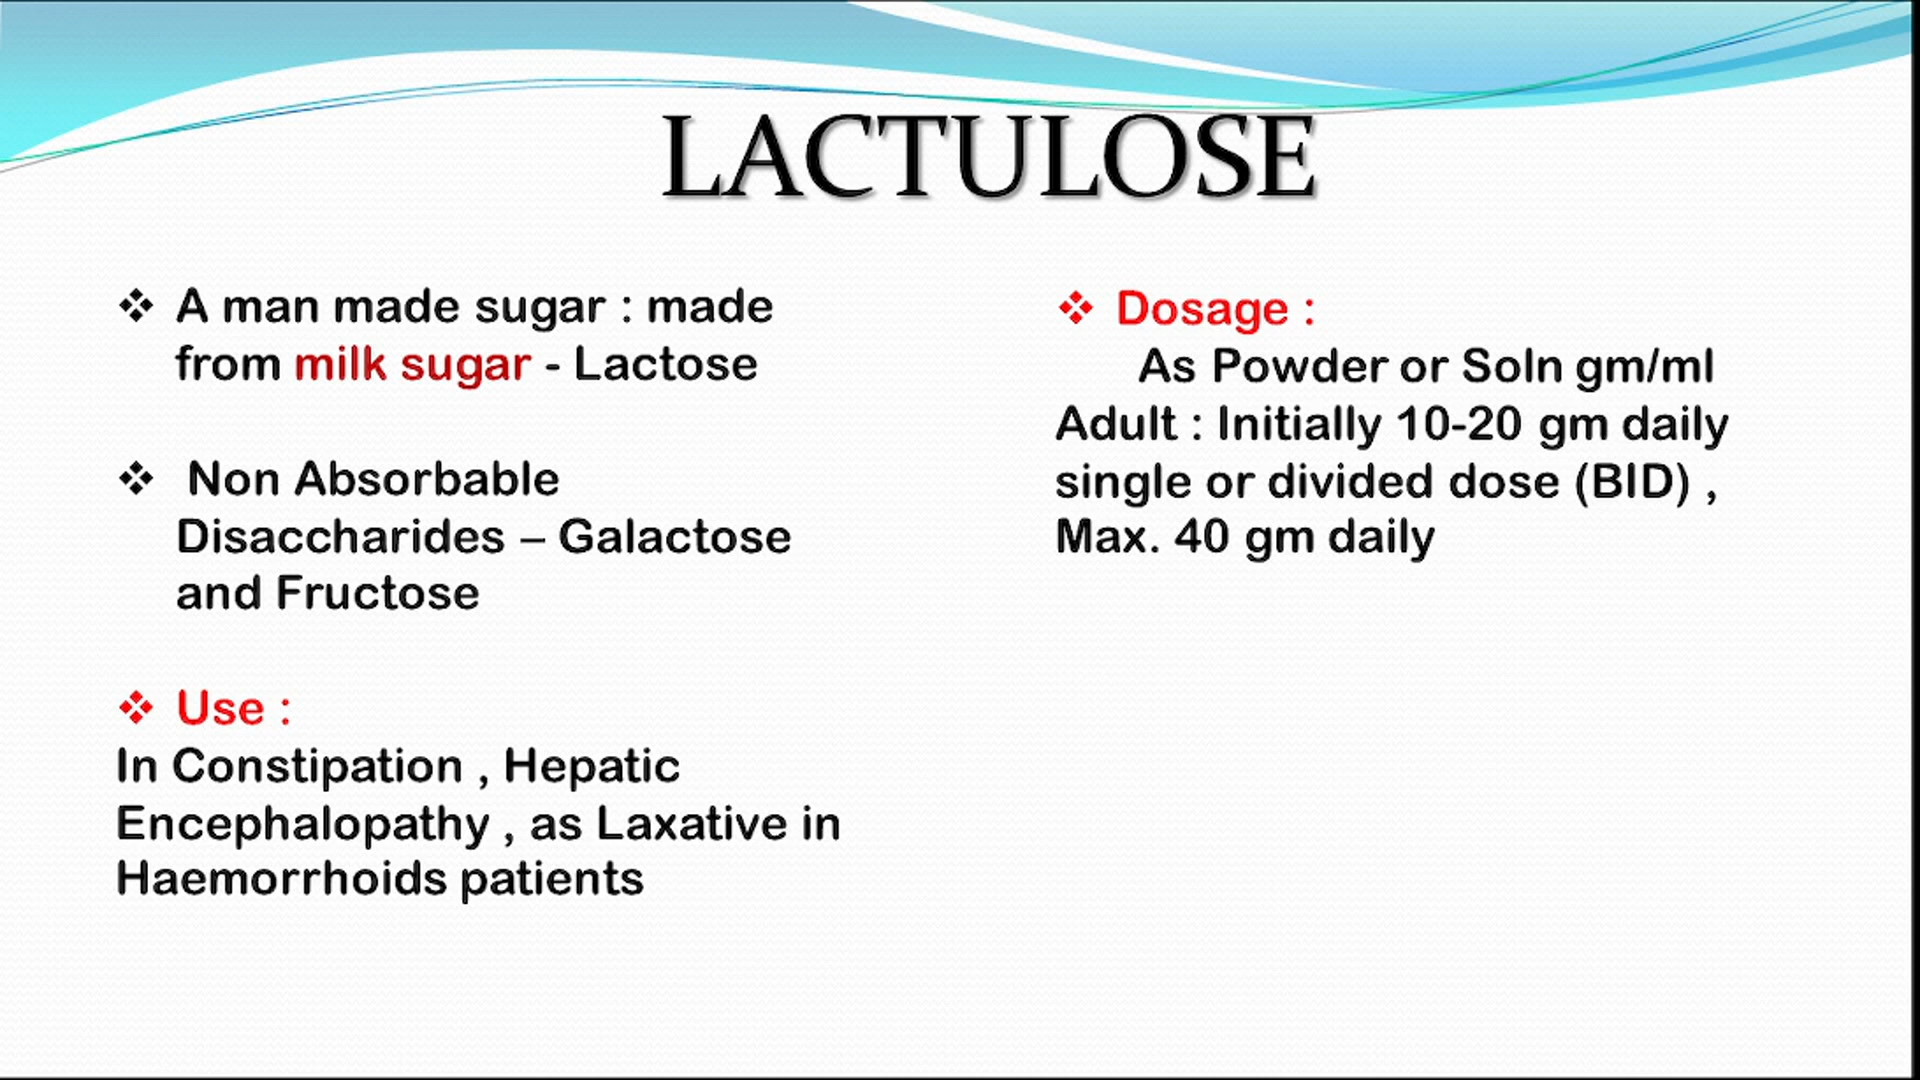 LACTULOSE
❖ A man made sugar : made
from milk sugar - Lactose
❖ Non Absorbable
Disaccharides – Galactose
and Fructose
❖ Use :
In Constipation , Hepatic
Encephalopathy , as Laxative in
Haemorrhoids patients
❖ Dosage :
As Powder or Soln gm/ml
Adult : Initially 10-20 gm daily
single or divided dose (BID) ,
Max. 40 gm daily